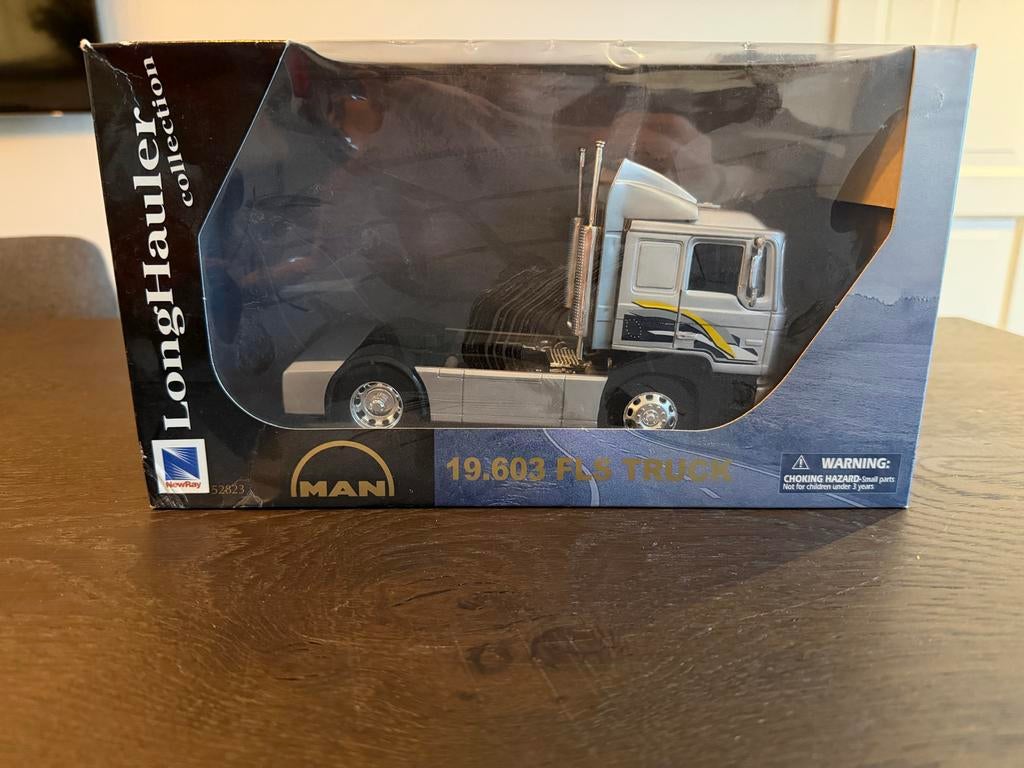 LongHauler
collection
NewRay
52823
MAN
19.603 FLS TRUCK
WARNING:
CHOKING HAZARD-Small parts
Not for children under 3 years